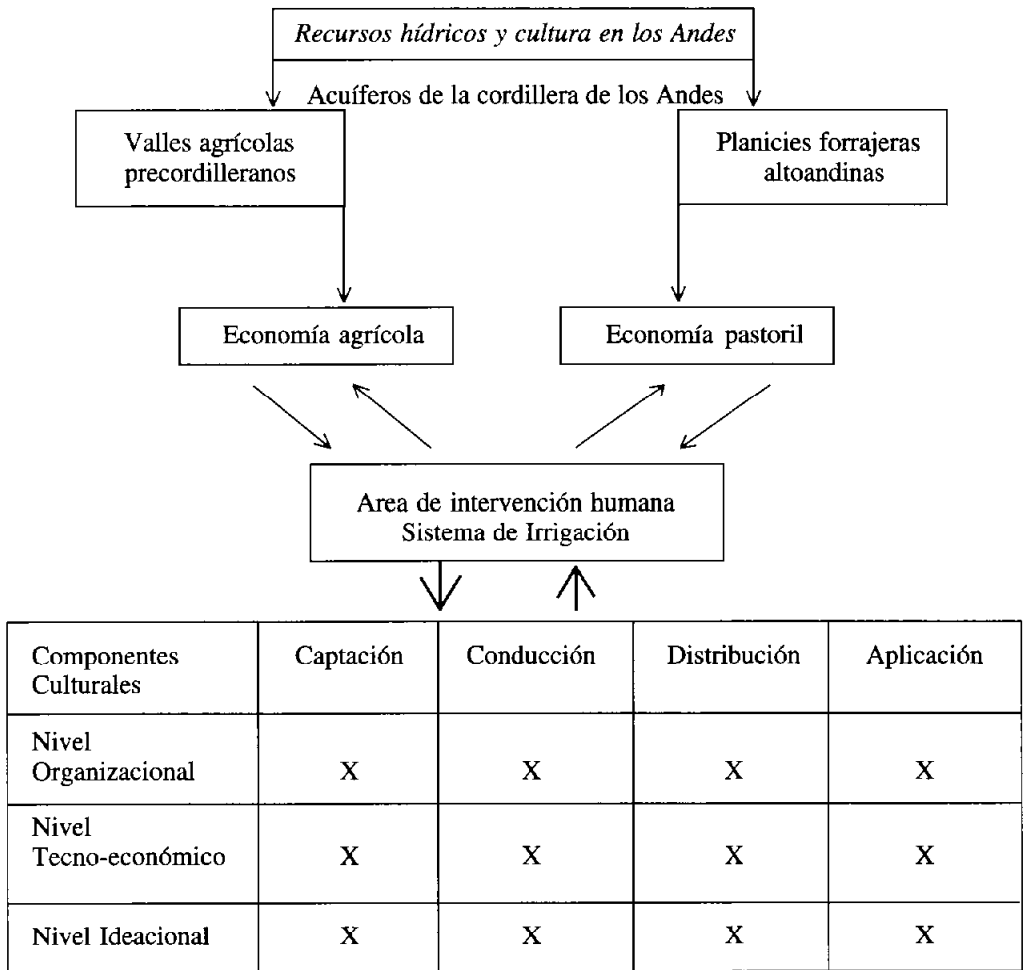 Recursos hídricos y cultura en los Andes
Acuíferos de la cordillera de los Andes
Valles agrícolas
precordilleranos
Planicies forrajeras
altoandinas
Economía agrícola
Economía pastoril
Area de intervención humana
Sistema de Irrigación
Componentes
Culturales
Captación
Conducción
Distribución
Aplicación
Nivel
Organizacional
X
X
X
X
Nivel
Tecno-económico
X
X
X
X
Nivel Ideacional
X
X
X
X